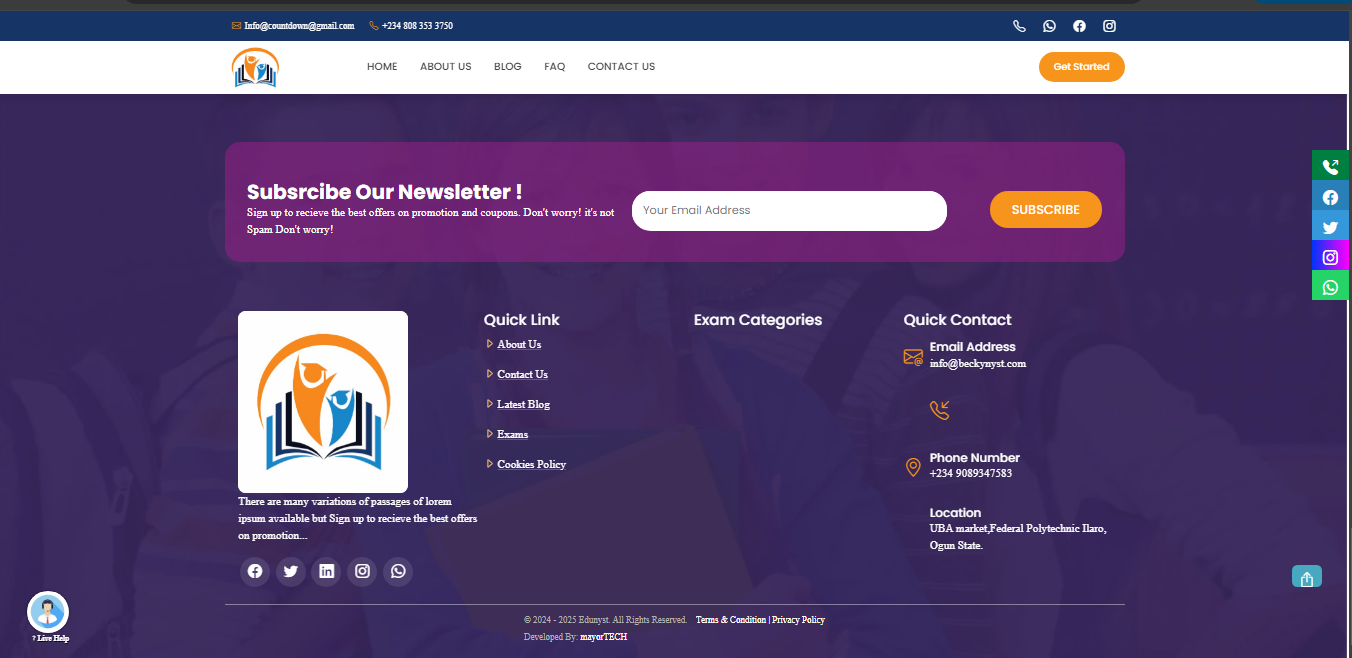 Info@countdown@gmail.com +234 808 353 3750
HOME ABOUT US BLOG FAQ CONTACT US Get Started
Subsrcibe Our Newsletter !
Sign up to recieve the best offers on promotion and coupons. Don't worry! it's not
Spam Don't worry!
Your Email Address
SUBSCRIBE
There are many variations of passages of lorem
ipsum available but Sign up to recieve the best offers
on promotion...
Quick Link
About Us
Contact Us
Latest Blog
Exams
Cookies Policy
Exam Categories
Quick Contact
Email Address
info@beckynyst.com
Phone Number
+234 9089347583
Location
UBA market,Federal Polytechnic Ilaro,
Ogun State.
? Live Help
© 2024 - 2025 Edunyst. All Rights Reserved. Terms & Condition | Privacy Policy
Developed By: mayorTECH